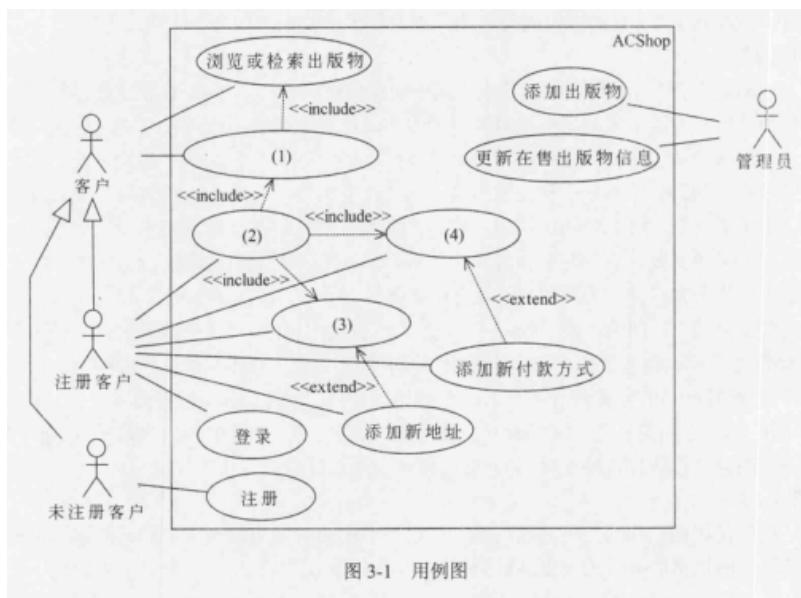 ACShop
浏览或检索出版物
添加出版物
<<include>>
(1)
更新在售出版物信息
管理员
客户
<<include>>
<<include>>
(2)
(4)
<<include>>
<<extend>>
(3)
注册客户
添加新付款方式
<<extend>>
登录
添加新地址
注册
未注册客户
图 3-1 用例图